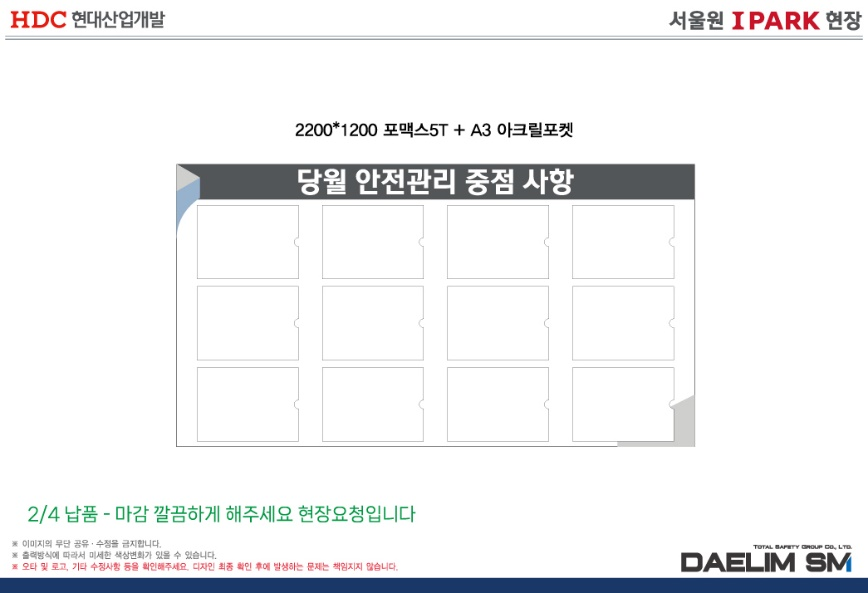 HDC 현대산업개발
서울원 IPARK 현장
2200*1200 포맥스5T + A3 아크릴포켓
당월 안전관리 중점 사항
2/4 납품 - 마감 깔끔하게 해주세요 현장요청입니다
※ 이미지의 무단 공유·수정을 금지합니다.
※ 출력방식에 따라서 미세한 색상변화가 있을 수 있습니다.
※ 오타 및 로고, 기타 수정사항 등을 확인해주세요. 디자인 최종 확인 후에 발생하는 문제는 책임지지 않습니다.
TOTAL SAFETY GROUP CO., LTD.
DAELIM SM